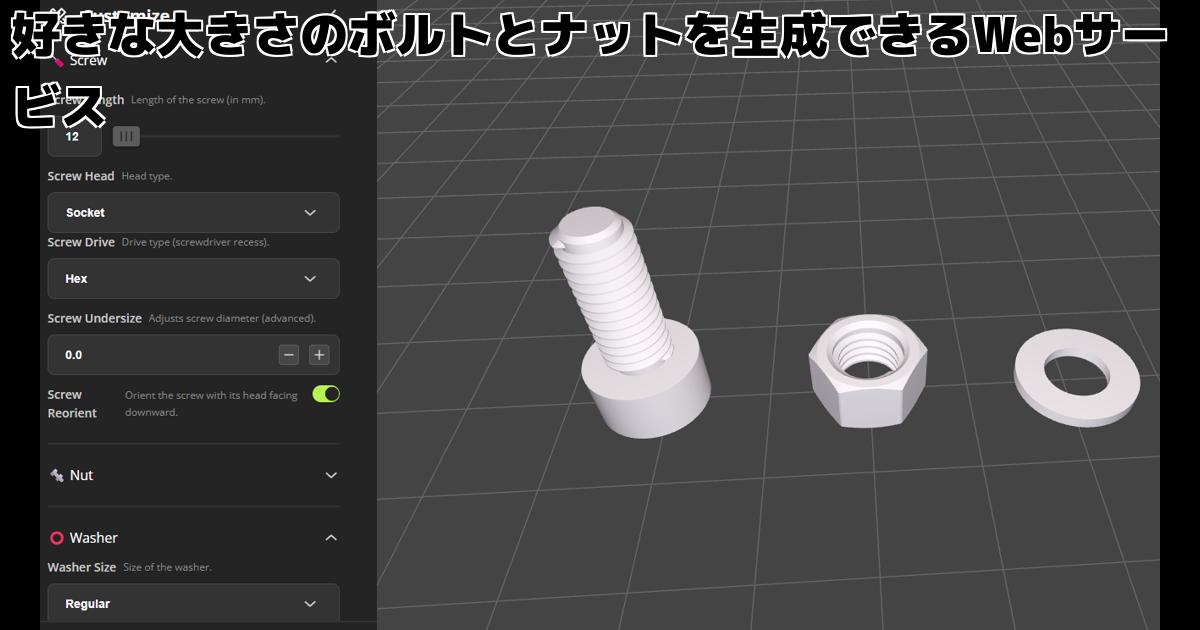 好きな大きさのボルトとナットを生成できるWebサー
ビス
Customize
Screw
Screw Length Length of the screw (in mm).
12
Screw Head Head type.
Socket
Screw Drive Drive type (screwdriver recess).
Hex
Screw Undersize Adjusts screw diameter (advanced).
0.0
Screw Reorient
Orient the screw with its head facing
downward.
Nut
Washer
Washer Size Size of the washer.
Regular